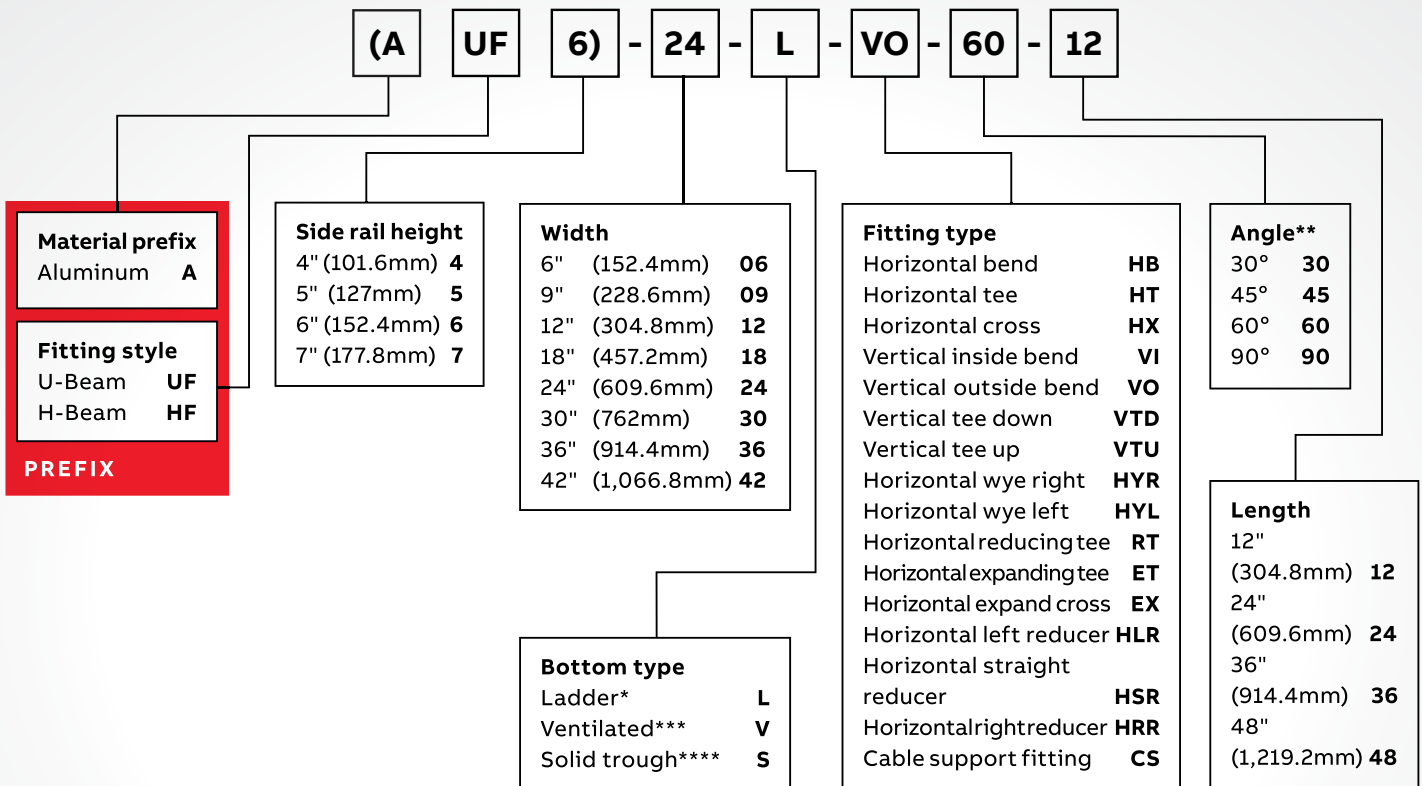 (A UF 6) - 24 - L - VO - 60 - 12
Material prefix
Aluminum A
Fitting style
U-Beam UF
H-Beam HF
PREFIX
Side rail height
4" (101.6mm) 4
5" (127mm) 5
6" (152.4mm) 6
7" (177.8mm) 7
Width
6" (152.4mm) 06
9" (228.6mm) 09
12" (304.8mm) 12
18" (457.2mm) 18
24" (609.6mm) 24
30" (762mm) 30
36" (914.4mm) 36
42" (1,066.8mm) 42
Bottom type
Ladder* L
Ventilated*** V
Solid trough**** S
Fitting type
Horizontal bend HB
Horizontal tee HT
Horizontal cross HX
Vertical inside bend VI
Vertical outside bend VO
Vertical tee down VTD
Vertical tee up VTU
Horizontal wye right HYR
Horizontal wye left HYL
Horizontal reducing tee RT
Horizontal expanding tee ET
Horizontal expand cross EX
Horizontal left reducer HLR
Horizontal straight
reducer HSR
Horizontal right reducer HRR
Cable support fitting CS
Angle**
30° 30
45° 45
60° 60
90° 90
Length
12"
(304.8mm) 12
24"
(609.6mm) 24
36"
(914.4mm) 36
48"
(1,219.2mm) 48